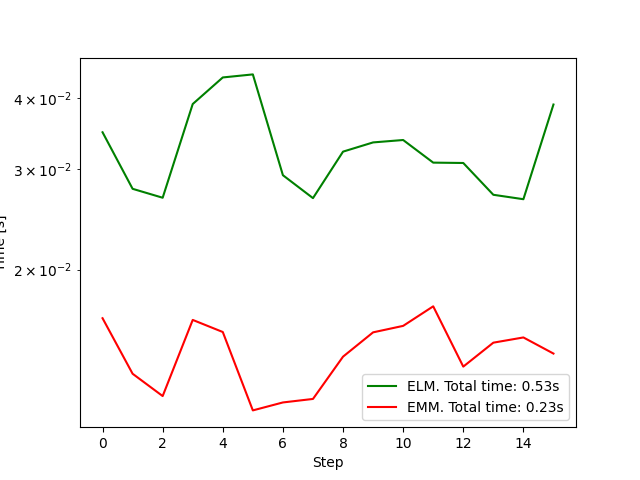 4 × 10⁻²
3 × 10⁻²
2 × 10⁻²
Time [s]
0 2 4 6 8 10 12 14
Step
ELM. Total time: 0.53s
EMM. Total time: 0.23s